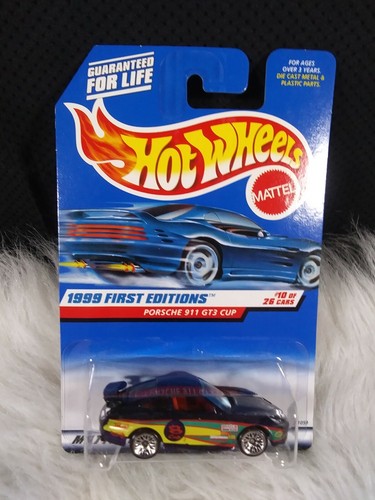 GUARANTEED
FOR LIFE
FOR AGES
OVER 3 YEARS.
DIE CAST METAL &
PLASTIC PARTS.
HOT WHEELS
MATTEL
1999 FIRST EDITIONS™
#10 OF
26 CARS
PORSCHE 911 GT3 CUP